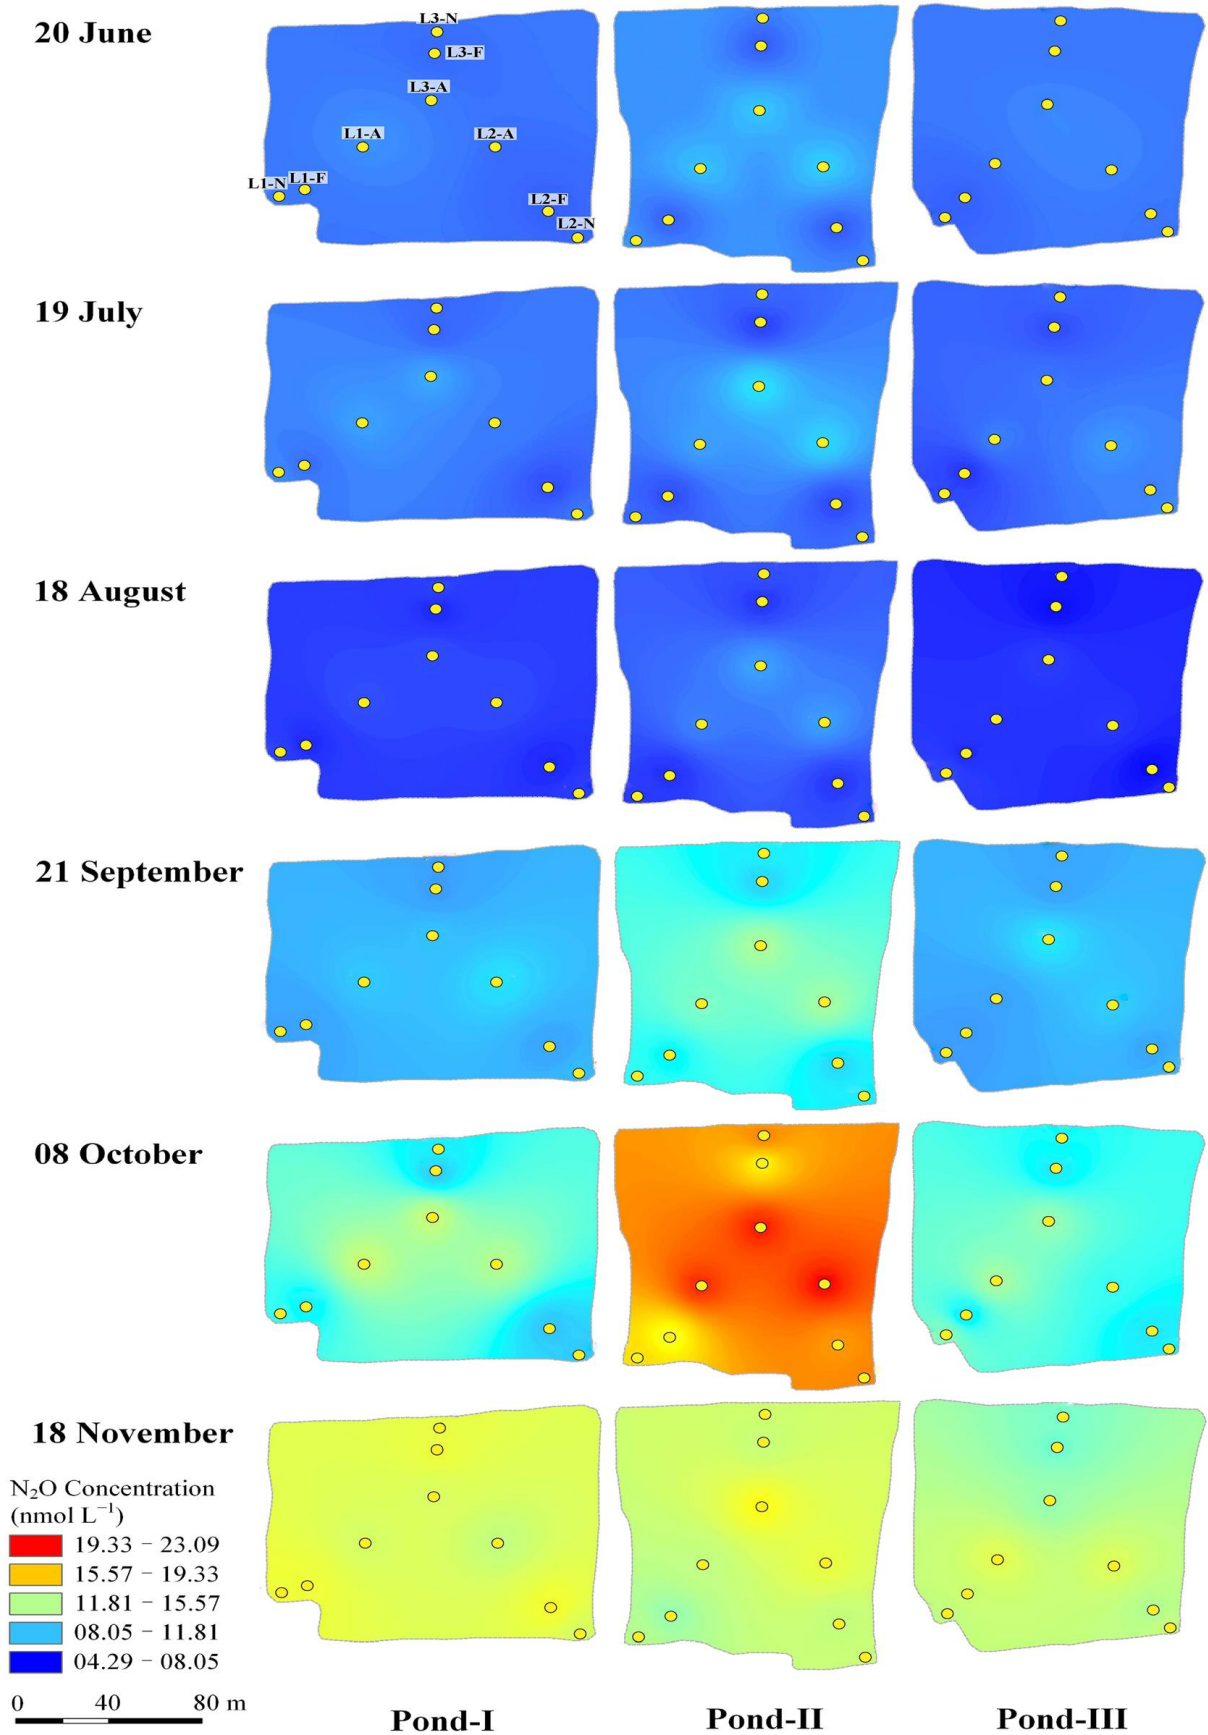 20 June
L3-N
L3-F
L3-A
L1-A
L2-A
L1-N
L1-F
L2-F
L2-N
19 July
18 August
21 September
08 October
18 November
N₂O Concentration
(nmol L⁻¹)
19.33 – 23.09
15.57 – 19.33
11.81 – 15.57
08.05 – 11.81
04.29 – 08.05
0 40 80 m
Pond-I
Pond-II
Pond-III